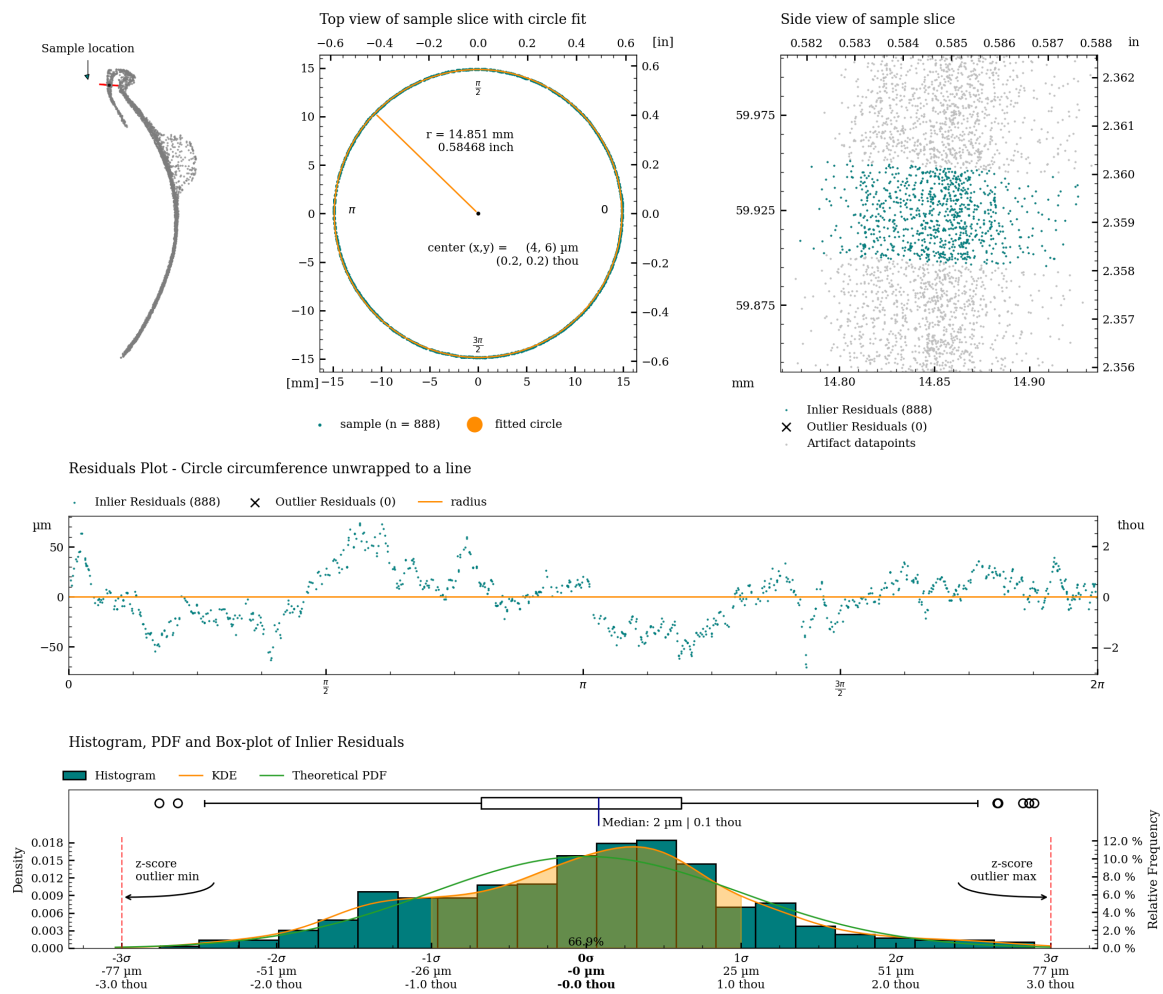 Sample location
Top view of sample slice with circle fit
−0.6 −0.4 −0.2 0.0 0.2 0.4 0.6 [in]
15
10
5
0
−5
−10
−15
0.6
0.4
0.2
0.0
−0.2
−0.4
−0.6
π/2
r = 14.851 mm
0.58468 inch
π
0
center (x,y) = (4, 6) µm
(0.2, 0.2) thou
3π/2
[mm] −15 −10 −5 0 5 10 15
sample (n = 888) fitted circle
Side view of sample slice
0.582 0.583 0.584 0.585 0.586 0.587 0.588 in
59.975
59.925
59.875
2.362
2.361
2.360
2.359
2.358
2.357
2.356
mm 14.80 14.85 14.90
Inlier Residuals (888)
Outlier Residuals (0)
Artifact datapoints
Residuals Plot - Circle circumference unwrapped to a line
Inlier Residuals (888) Outlier Residuals (0) radius
µm thou
50
0
−50
2
0
−2
0 π/2 π 3π/2 2π
Histogram, PDF and Box-plot of Inlier Residuals
Histogram KDE Theoretical PDF
Median: 2 µm | 0.1 thou
Density
0.018
0.015
0.012
0.009
0.006
0.003
0.000
z-score
outlier min
z-score
outlier max
66.9%
12.0 %
10.0 %
8.0 %
6.0 %
4.0 %
2.0 %
0.0 %
Relative Frequency
-3σ -2σ -1σ 0σ 1σ 2σ 3σ
-77 µm -51 µm -26 µm -0 µm 25 µm 51 µm 77 µm
-3.0 thou -2.0 thou -1.0 thou -0.0 thou 1.0 thou 2.0 thou 3.0 thou